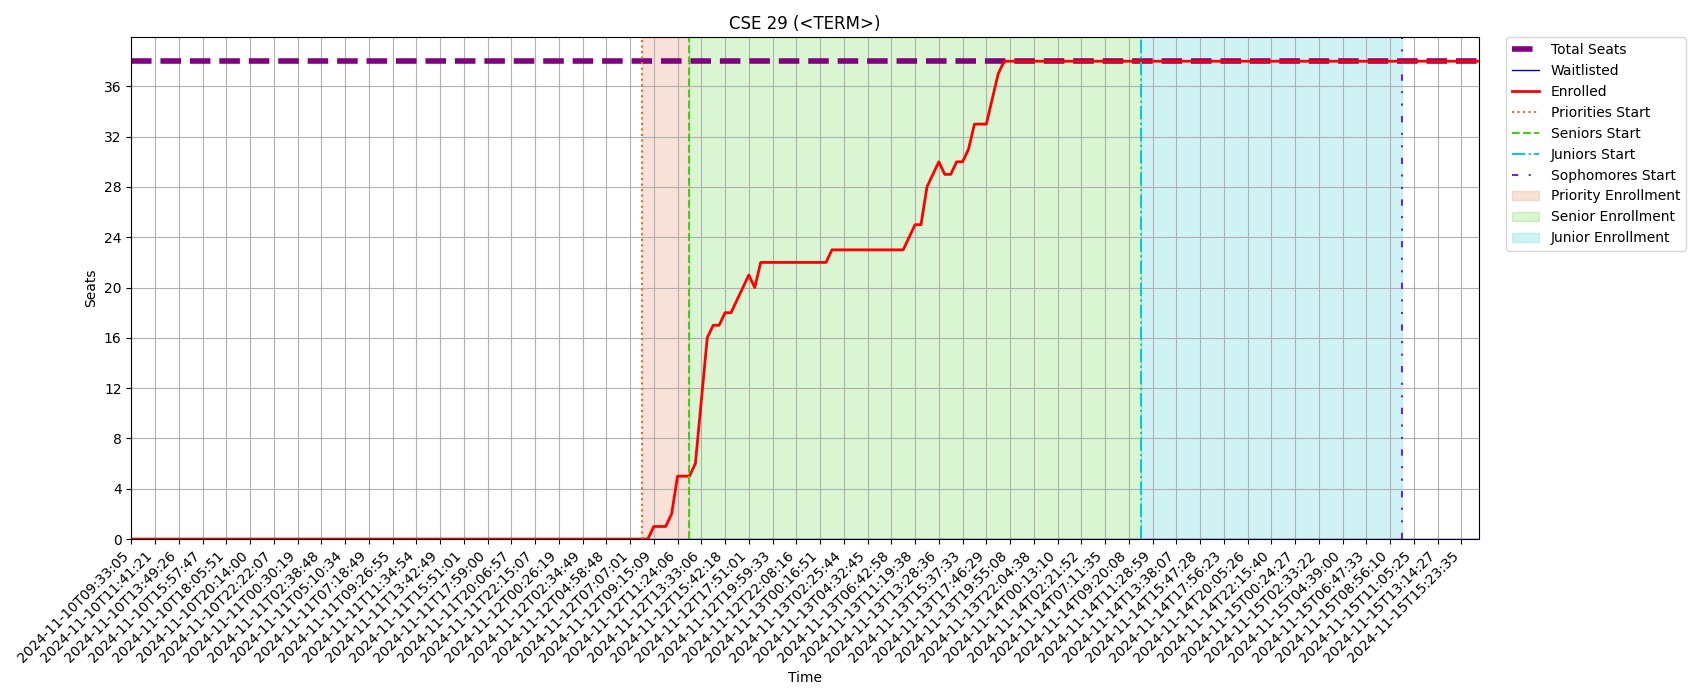 CSE 29 (<TERM>)
Total Seats
Waitlisted
Enrolled
Priorities Start
Seniors Start
Juniors Start
Sophomores Start
Priority Enrollment
Senior Enrollment
Junior Enrollment
Seats
36
32
28
24
20
16
12
8
4
0
2024-11-10T09:33:05
2024-11-10T11:41:21
2024-11-10T13:49:26
2024-11-10T15:57:47
2024-11-10T18:05:51
2024-11-10T20:14:00
2024-11-10T22:22:07
2024-11-11T00:30:19
2024-11-11T02:38:48
2024-11-11T05:10:34
2024-11-11T07:18:49
2024-11-11T09:26:55
2024-11-11T11:34:54
2024-11-11T13:42:49
2024-11-11T15:51:01
2024-11-11T17:59:00
2024-11-11T20:06:57
2024-11-11T22:15:07
2024-11-12T00:26:19
2024-11-12T02:34:49
2024-11-12T04:58:48
2024-11-12T07:07:01
2024-11-12T09:15:09
2024-11-12T11:24:06
2024-11-12T13:33:06
2024-11-12T15:42:18
2024-11-12T17:51:01
2024-11-12T19:59:33
2024-11-12T22:08:16
2024-11-13T00:16:51
2024-11-13T02:25:44
2024-11-13T04:32:45
2024-11-13T06:42:58
2024-11-13T11:19:38
2024-11-13T13:28:36
2024-11-13T15:37:33
2024-11-13T17:46:29
2024-11-13T19:55:08
2024-11-13T22:04:38
2024-11-14T00:13:10
2024-11-14T02:21:52
2024-11-14T07:11:35
2024-11-14T09:20:08
2024-11-14T11:28:59
2024-11-14T13:38:07
2024-11-14T15:47:28
2024-11-14T17:56:23
2024-11-14T20:05:26
2024-11-14T22:15:40
2024-11-15T00:24:27
2024-11-15T02:33:22
2024-11-15T04:39:00
2024-11-15T06:47:33
2024-11-15T08:56:10
2024-11-15T11:05:25
2024-11-15T13:14:27
2024-11-15T15:23:35
Time